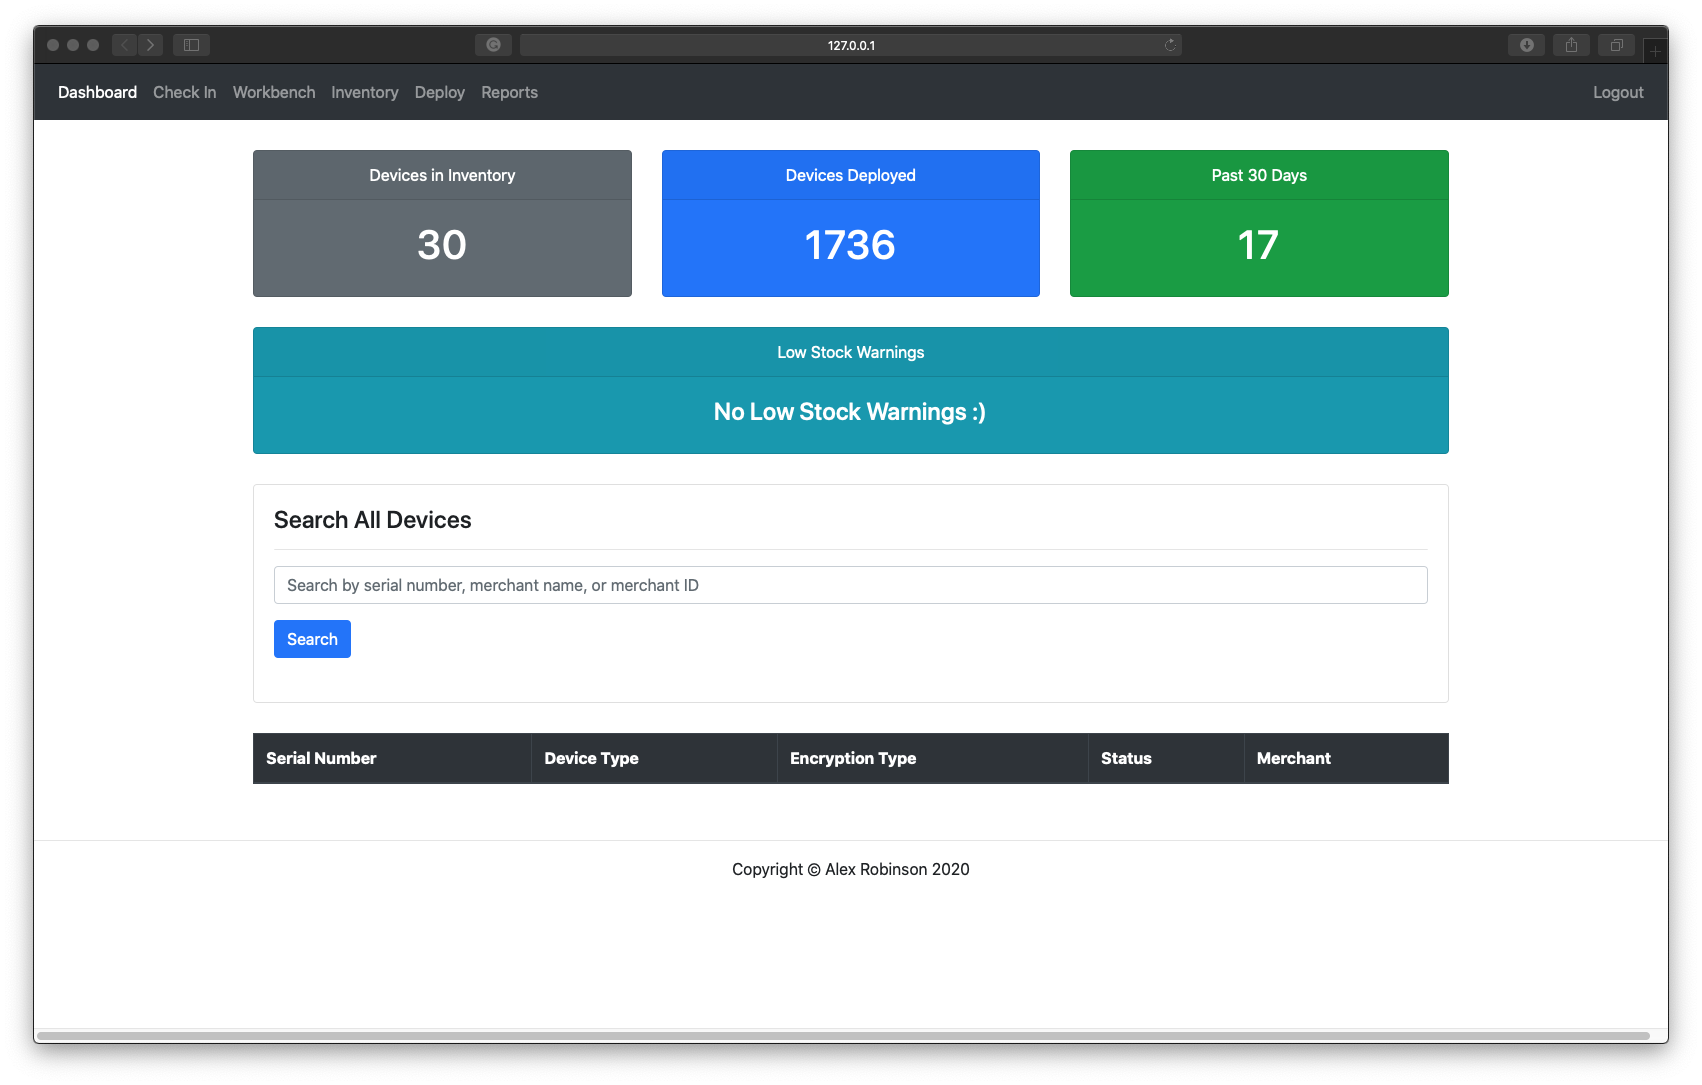 127.0.0.1
Dashboard Check In Workbench Inventory Deploy Reports Logout
Devices in Inventory
30
Devices Deployed
1736
Past 30 Days
17
Low Stock Warnings
No Low Stock Warnings :)
Search All Devices
Search by serial number, merchant name, or merchant ID
Search
Serial Number Device Type Encryption Type Status Merchant
Copyright © Alex Robinson 2020